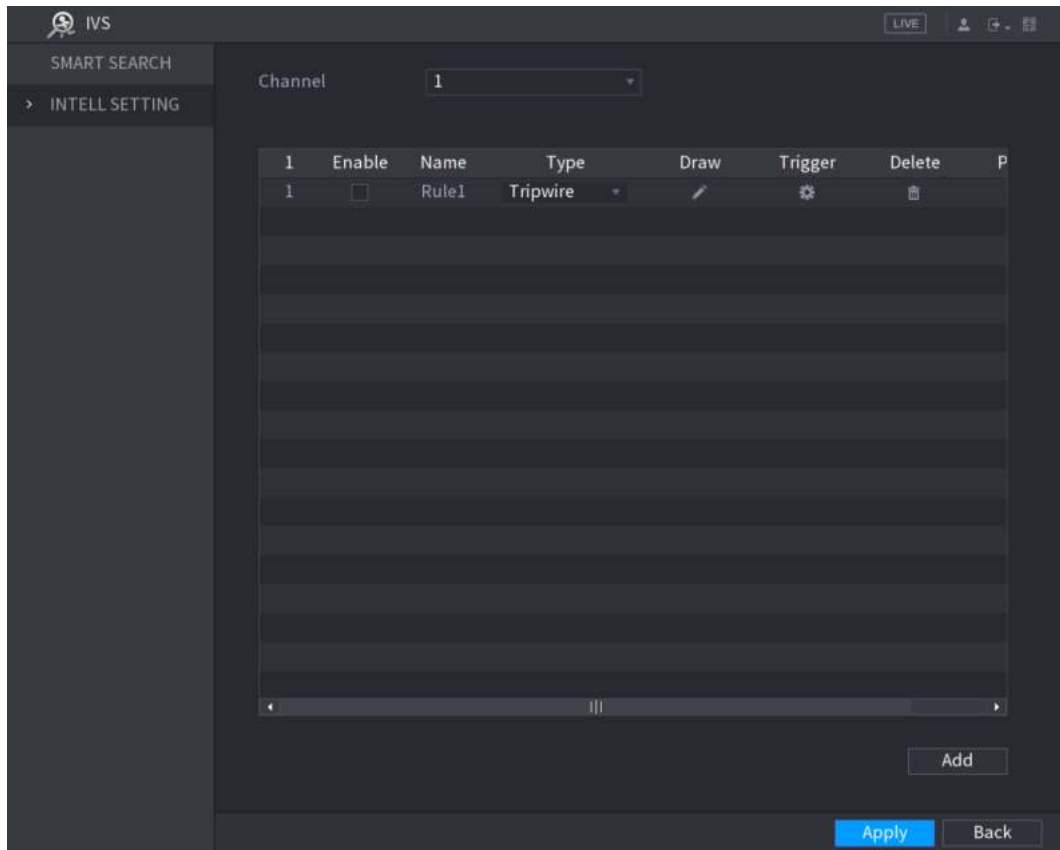 IVS LIVE
SMART SEARCH
INTELL SETTING
Channel 1
1 Enable Name Type Draw Trigger Delete P
1 Rule1 Tripwire
Add
Apply Back